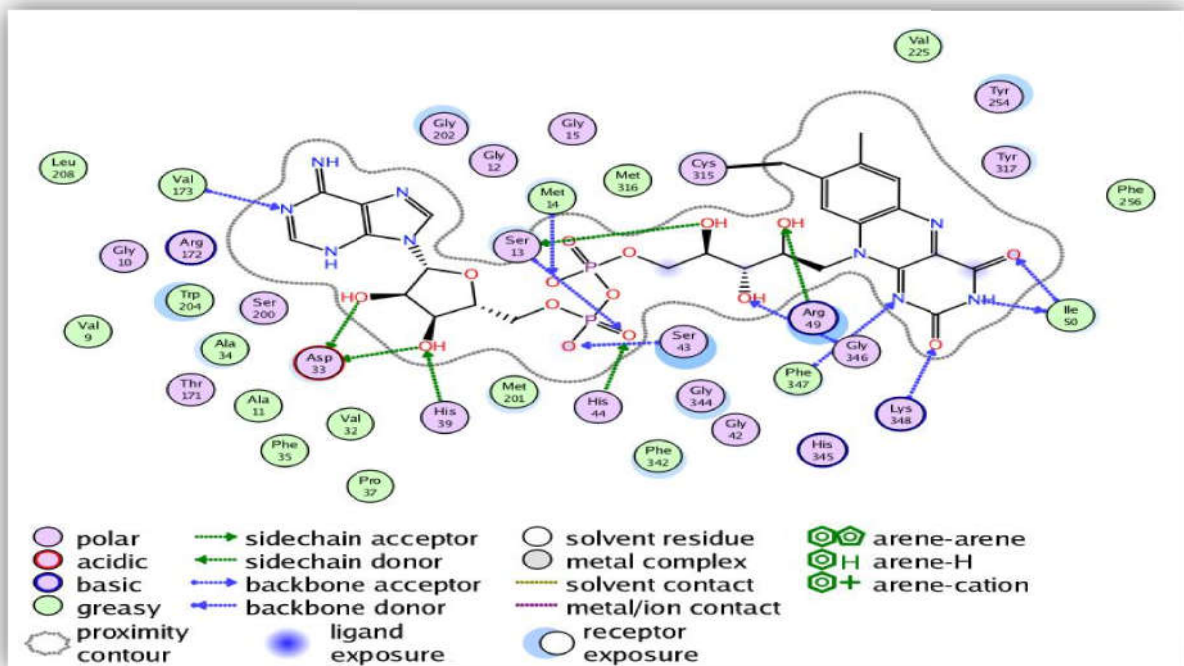 Val
225
Tyr
254
Gly
202
Gly
15
Gly
12
Cys
315
Tyr
317
Leu
208
Val
173
NH
N
N
Met
14
Met
316
Phe
256
N
N
H
N
Ser
13
O
OH
OH
N
O
Arg
172
Gly
10
P
O
O
O
N
N
NH
Ile
50
O
HO
O
P
O
OH
O
Arg
49
O
Trp
204
Ser
200
OH
O
Ser
43
Gly
346
Val
9
Ala
34
Asp
33
Thr
171
Met
201
Phe
347
Ala
11
Val
32
His
39
His
44
Gly
344
Gly
42
Lys
348
Phe
35
Pro
37
Phe
342
His
345
polar
acidic
basic
greasy
proximity
contour
sidechain acceptor
sidechain donor
backbone acceptor
backbone donor
ligand
exposure
solvent residue
metal complex
solvent contact
metal/ion contact
receptor
exposure
arene-arene
H arene-H
+ arene-cation